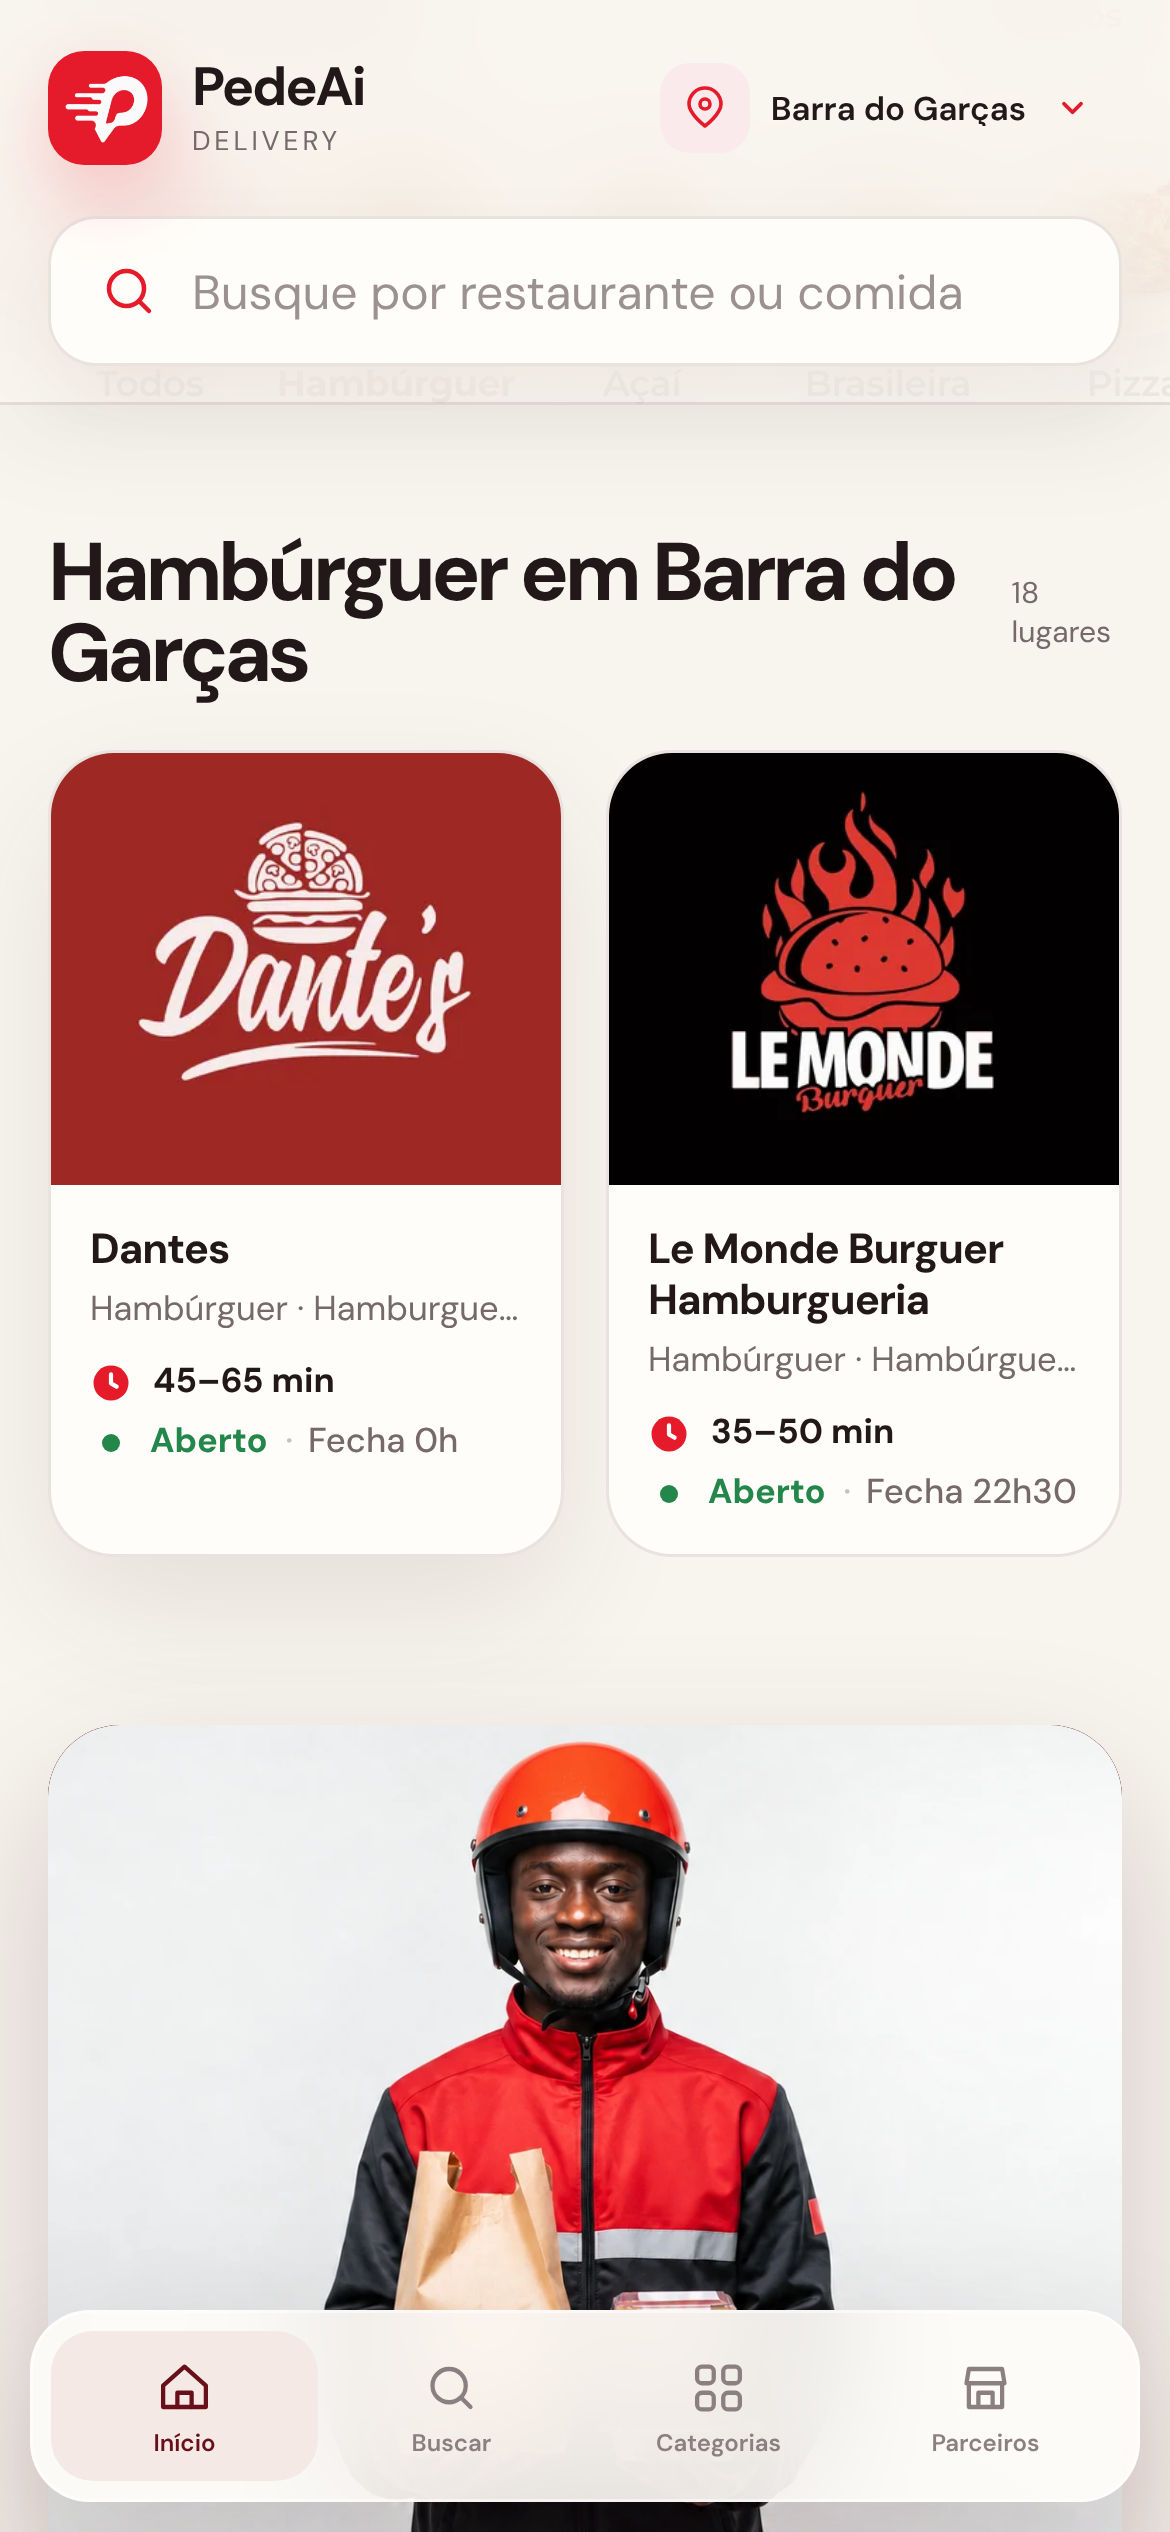 PedeAi
DELIVERY
Barra do Garças
Busque por restaurante ou comida
Todos Hambúrguer Açaí Brasileira Pizza
Hambúrguer em Barra do
Garças
18
lugares
Dante's
LE MONDE
Burguer
Dantes
Hambúrguer · Hamburgue...
45–65 min
Aberto · Fecha 0h
Le Monde Burguer
Hamburgueria
Hambúrguer · Hambúrgue...
35–50 min
Aberto · Fecha 22h30
Início
Buscar
Categorias
Parceiros